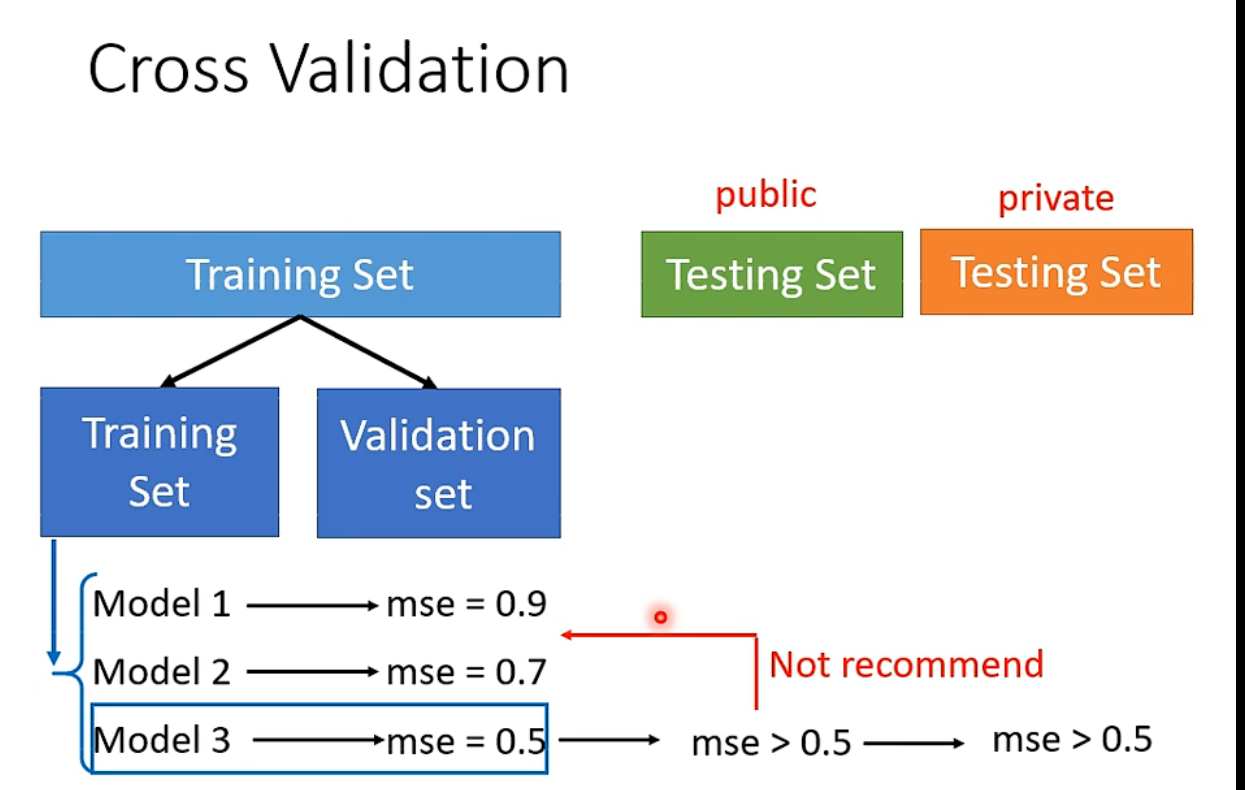 Cross Validation
public
private
Training Set
Testing Set
Testing Set
Training
Set
Validation
set
Model 1
mse = 0.9
Model 2
mse = 0.7
Not recommend
Model 3
mse = 0.5
mse > 0.5
mse > 0.5